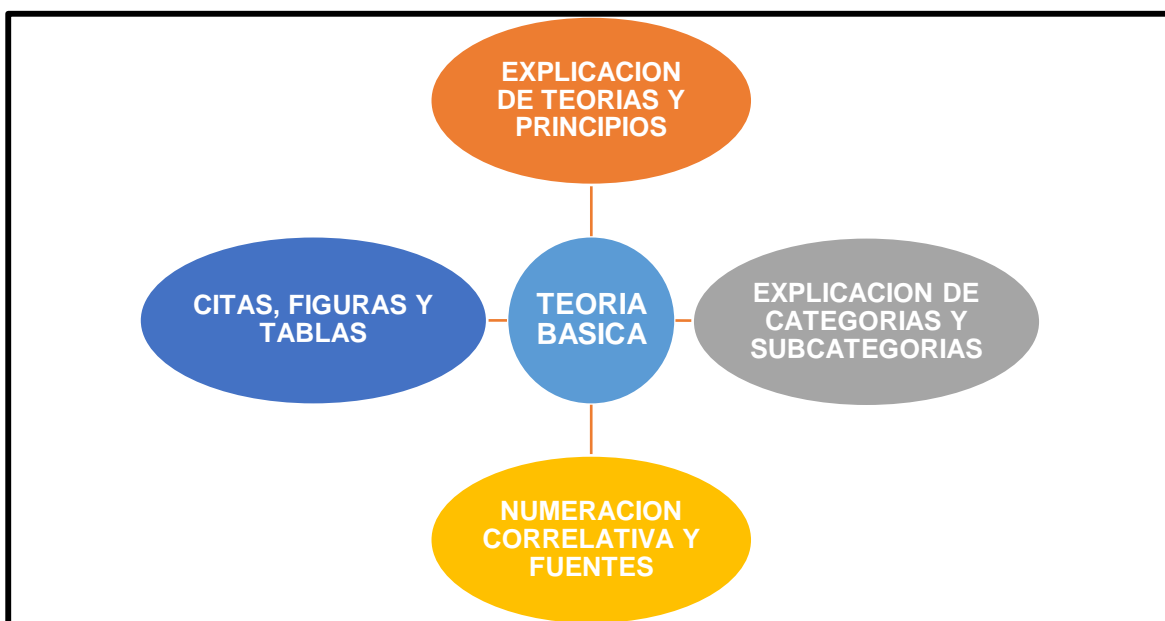 EXPLICACION
DE TEORIAS Y
PRINCIPIOS
CITAS, FIGURAS Y
TABLAS
TEORIA
BASICA
EXPLICACION DE
CATEGORIAS Y
SUBCATEGORIAS
NUMERACION
CORRELATIVA Y
FUENTES